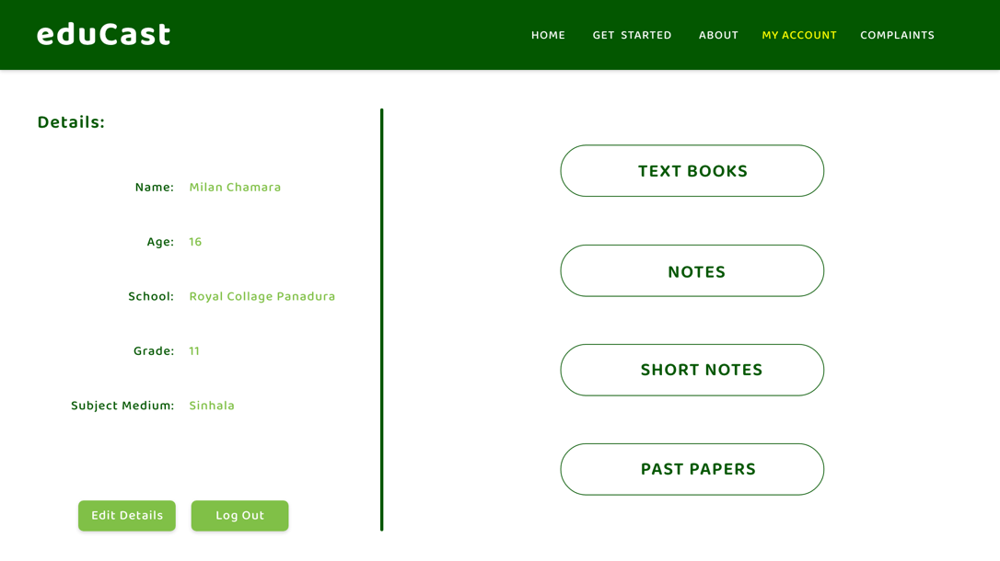 eduCast
HOME GET STARTED ABOUT MY ACCOUNT COMPLAINTS
Details:
Name: Milan Chamara
Age: 16
School: Royal Collage Panadura
Grade: 11
Subject Medium: Sinhala
Edit Details Log Out
TEXT BOOKS
NOTES
SHORT NOTES
PAST PAPERS